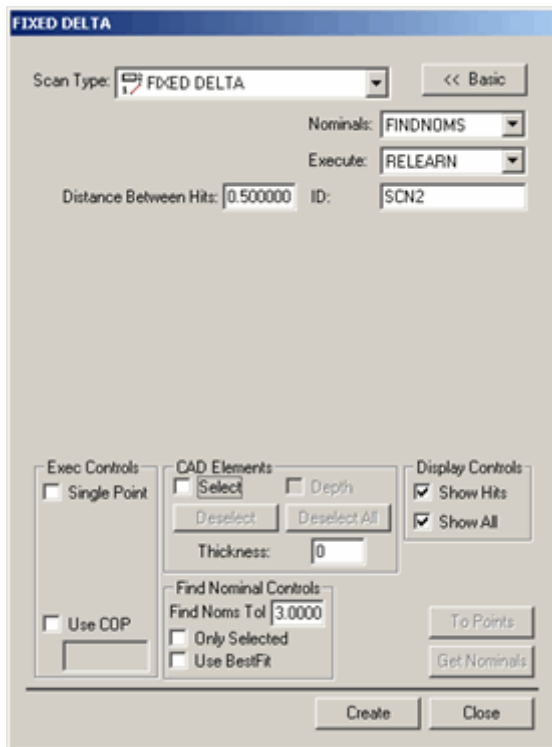 FIXED DELTA
Scan Type: FIXED DELTA << Basic
Nominals: FINDNOMS
Execute: RELEARN
Distance Between Hits: 0.500000 ID: SCN2
Exec Controls CAD Elements Display Controls
Single Point Select Depth Show Hits
Deselect Deselect All Show All
Thickness: 0
Find Nominal Controls
Find Noms Tol 3.0000
Use COP Only Selected To Points
Use BestFit Get Nominals
Create Close